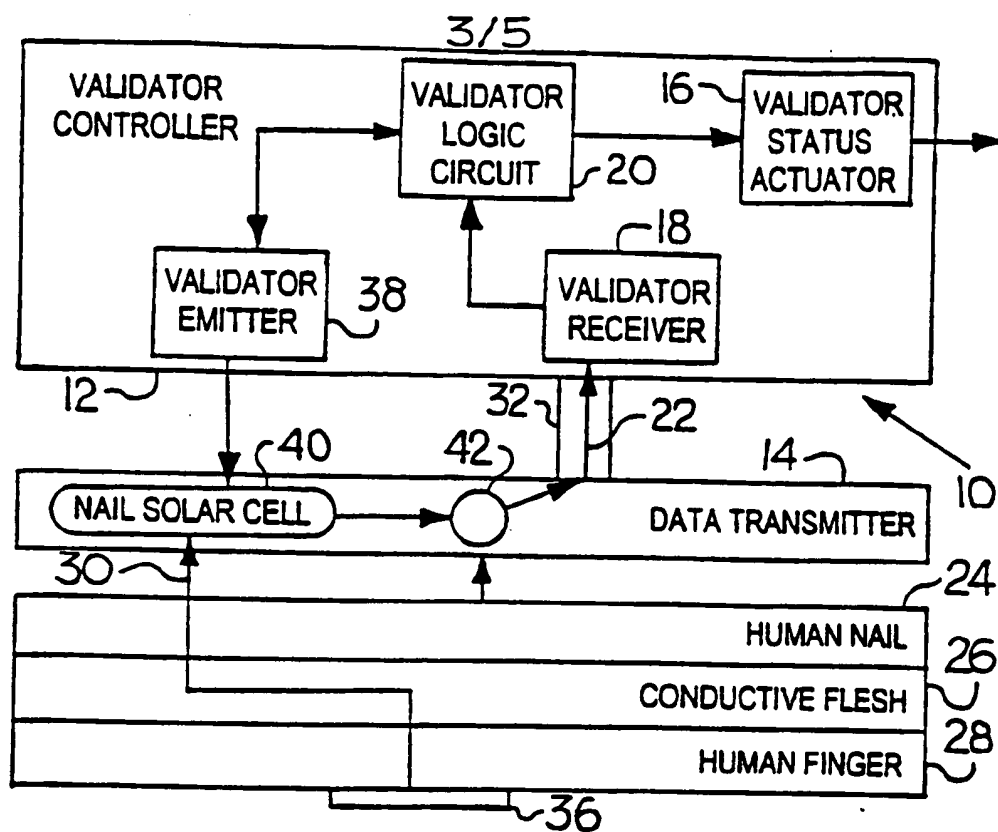 3/5
VALIDATOR
CONTROLLER
VALIDATOR
LOGIC
CIRCUIT
20
16
VALIDATOR
STATUS
ACTUATOR
18
VALIDATOR
EMITTER
38
VALIDATOR
RECEIVER
12
32
22
10
40
42
14
NAIL SOLAR CELL
DATA TRANSMITTER
30
24
HUMAN NAIL
26
CONDUCTIVE FLESH
28
HUMAN FINGER
36